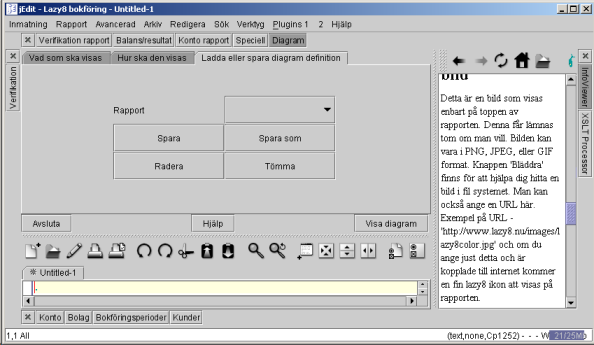 jEdit - Lazy8 bokföring - Untitled-1
Inmatning Rapport Avancerad Arkiv Redigera Sök Verktyg Plugins 1 2 Hjälp
Verifikation rapport Balans/resultat Konto rapport Speciell Diagram
Vad som ska visas Hur ska den visas Ladda eller spara diagram definition
Verifikation
Rapport
Spara Spara som
Radera Tömma
Avsluta Hjälp Visa diagram
Untitled-1
Konto Bolag Bokföringsperioder Kunder
bild
Detta är en bild som visas
enbart på toppen av
rapporten. Denna får lämnas
tom om man vill. Bilden kan
vara i PNG, JPEG, eller GIF
format. Knappen 'Bläddra'
finns för att hjälpa dig hitta en
bild i fil systemet. Man kan
också ange en URL här.
Exempel på URL -
'http://www.lazy8.nu/images/l
azy8color.jpg' och om du
ange just detta och är
kopplade till internet kommer
en fin lazy8 ikon att visas på
rapporten.
InfoViewer
XSLT Processor
1,1 All (text,none,Cp1252) - - - W 21/25Mb